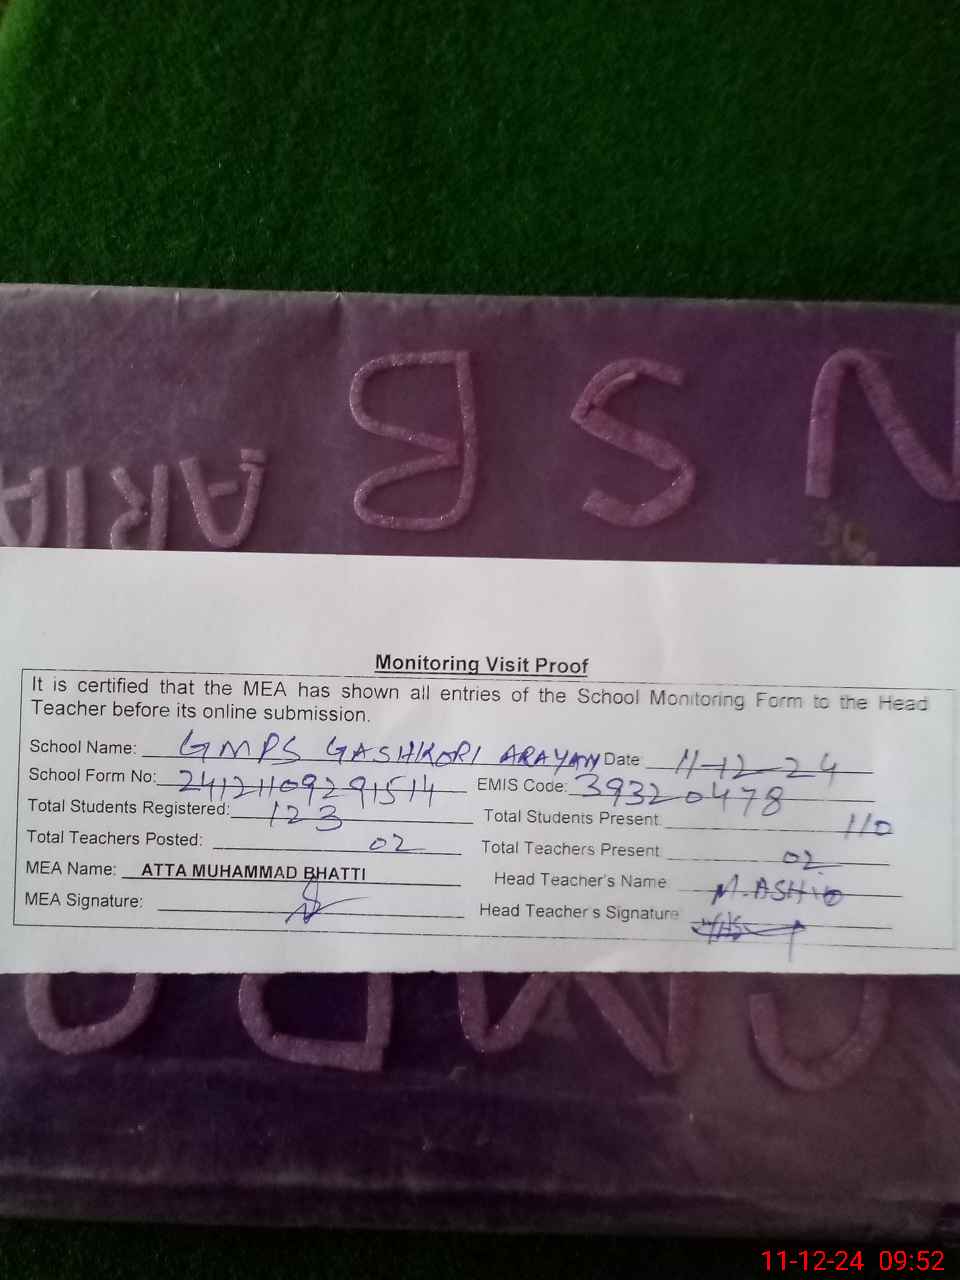 N S B
ARIA
Monitoring Visit Proof
It is certified that the MEA has shown all entries of the School Monitoring Form to the Head
Teacher before its online submission.
School Name: GMPS GASHKORI ARAYAN Date 11-12-24
School Form No: 24121109291514 EMIS Code: 39320478
Total Students Registered: 123 Total Students Present 110
Total Teachers Posted: 02 Total Teachers Present 02
MEA Name: ATTA MUHAMMAD BHATTI Head Teacher's Name M. ASHIQ
MEA Signature: Head Teacher's Signature
11-12-24 09:52